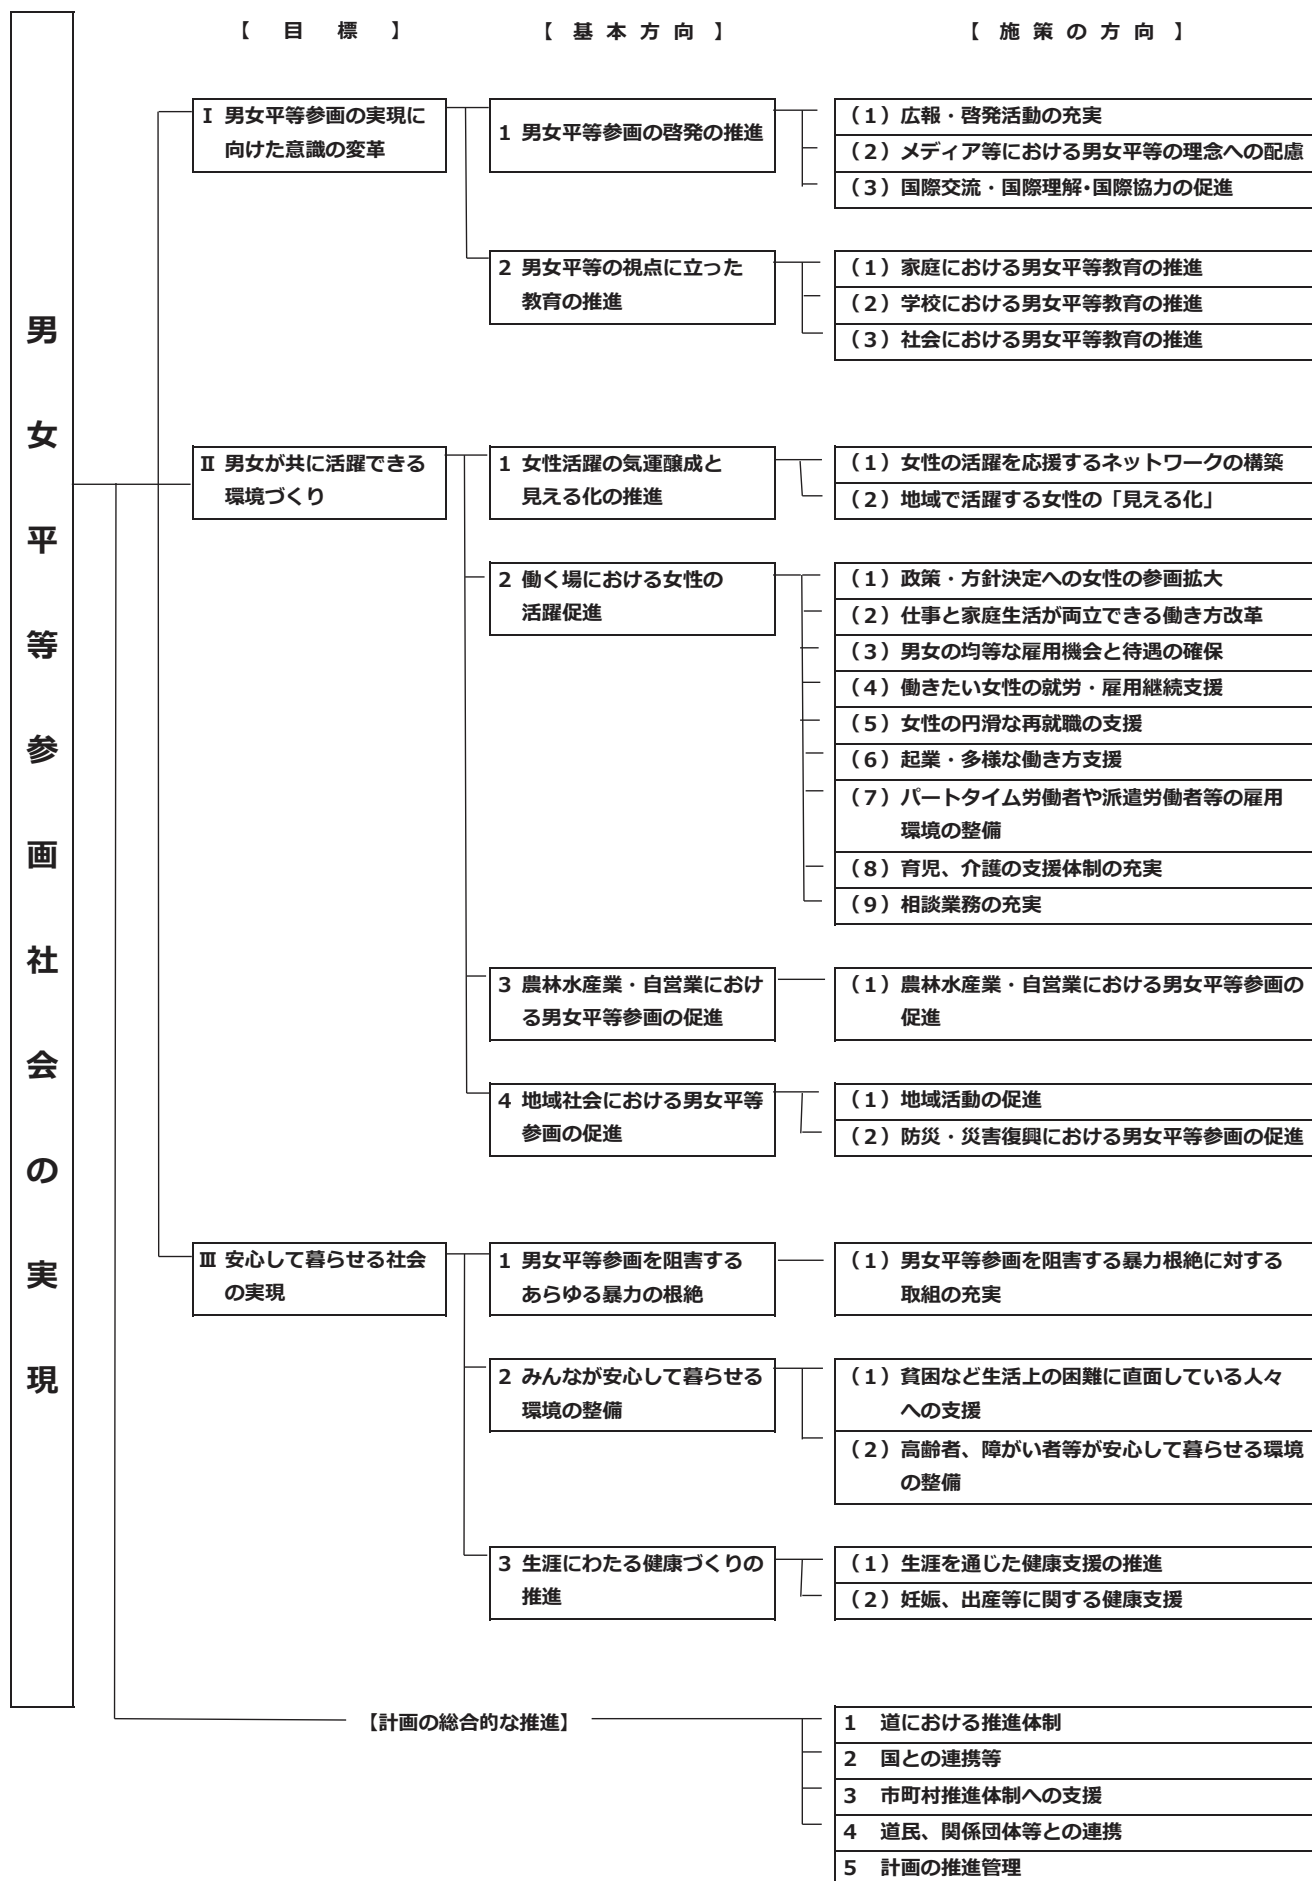 【 目 標 】
【 基 本 方 向 】
【 施 策 の 方 向 】
男女平等参画社会の実現
Ⅰ 男女平等参画の実現に
向けた意識の変革
1 男女平等参画の啓発の推進
（１）広報・啓発活動の充実
（２）メディア等における男女平等の理念への配慮
（３）国際交流・国際理解・国際協力の促進
2 男女平等の視点に立った
教育の推進
（１）家庭における男女平等教育の推進
（２）学校における男女平等教育の推進
（３）社会における男女平等教育の推進
Ⅱ 男女が共に活躍できる
環境づくり
1 女性活躍の気運醸成と
見える化の推進
（１）女性の活躍を応援するネットワークの構築
（２）地域で活躍する女性の「見える化」
2 働く場における女性の
活躍促進
（１）政策・方針決定への女性の参画拡大
（２）仕事と家庭生活が両立できる働き方改革
（３）男女の均等な雇用機会と待遇の確保
（４）働きたい女性の就労・雇用継続支援
（５）女性の円滑な再就職の支援
（６）起業・多様な働き方支援
（７）パートタイム労働者や派遣労働者等の雇用
環境の整備
（８）育児、介護の支援体制の充実
（９）相談業務の充実
3 農林水産業・自営業におけ
る男女平等参画の促進
（１）農林水産業・自営業における男女平等参画の
促進
4 地域社会における男女平等
参画の促進
（１）地域活動の促進
（２）防災・災害復興における男女平等参画の促進
Ⅲ 安心して暮らせる社会
の実現
1 男女平等参画を阻害する
あらゆる暴力の根絶
（１）男女平等参画を阻害する暴力根絶に対する
取組の充実
2 みんなが安心して暮らせる
環境の整備
（１）貧困など生活上の困難に直面している人々
への支援
（２）高齢者、障がい者等が安心して暮らせる環境
の整備
3 生涯にわたる健康づくりの
推進
（１）生涯を通じた健康支援の推進
（２）妊娠、出産等に関する健康支援
【計画の総合的な推進】
1 道における推進体制
2 国との連携等
3 市町村推進体制への支援
4 道民、関係団体等との連携
5 計画の推進管理